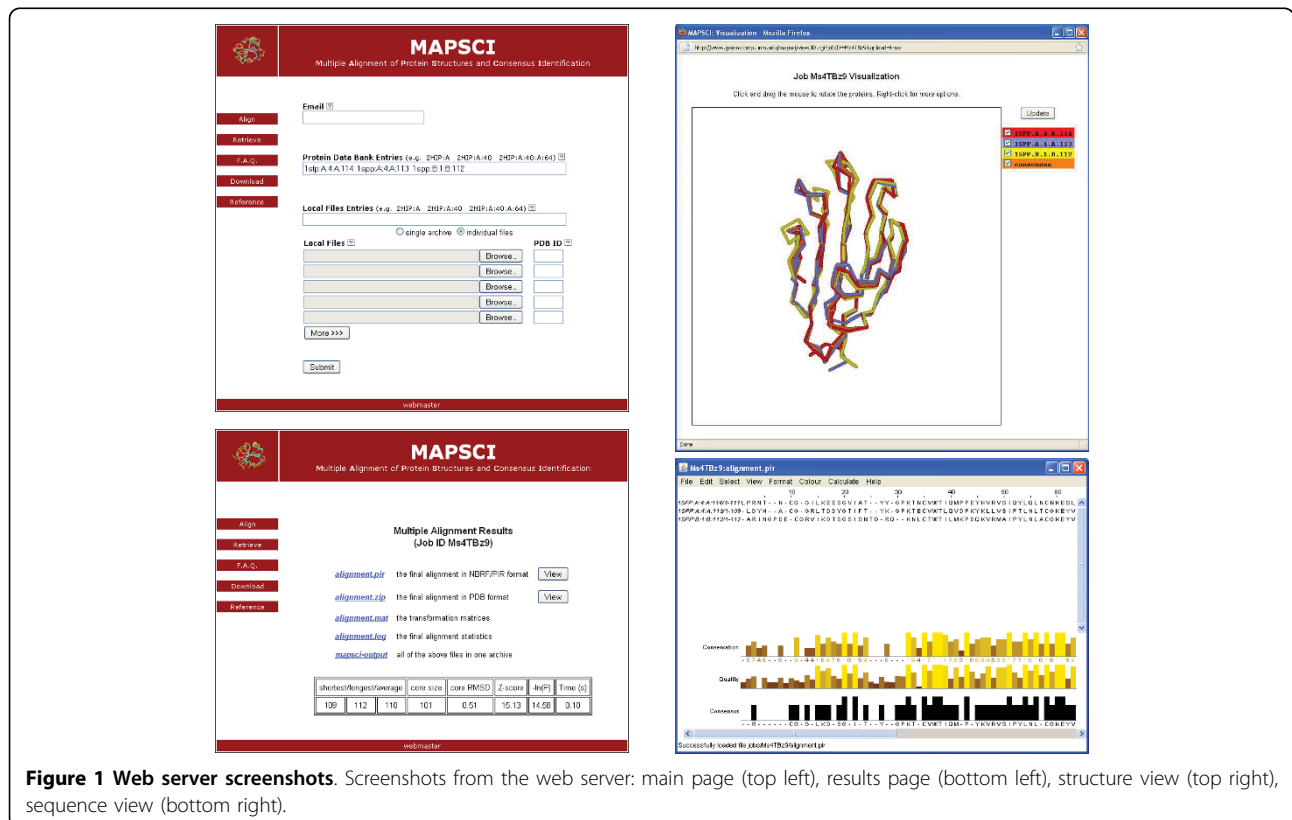 MAPSCI
Multiple Alignment of Protein Structures and Consensus Identification
Align
Retrieve
F.A.Q.
Download
Reference
Email ?
Protein Data Bank Entries (e.g. 2HIP:A 2HIP:A:40 2HIP:A:40:A:64) ?
1sfp:A:4:A:114 1spp:A:4:A:113 1spp:B:1:B:112
Local Files Entries (e.g. 2HIP:A 2HIP:A:40 2HIP:A:40:A:64) ?
single archive individual files
Local Files ? PDB ID ?
Browse..
Browse..
Browse..
Browse..
Browse..
More >>>
Submit
webmaster
MAPSCI: Visualization - Mozilla Firefox
Job Ms4TBz9 Visualization
Click and drag the mouse to rotate the proteins. Right-click for more options.
Update
1SPP.A.4.A.113
1SPP.B.1.B.112
consensus
Done
MAPSCI
Multiple Alignment of Protein Structures and Consensus Identification
Align
Retrieve
F.A.Q.
Download
Reference
Multiple Alignment Results
(Job ID Ms4TBz9)
alignment.pir the final alignment in NBRF/PIR format View
alignment.zip the final alignment in PDB format View
alignment.mat the transformation matrices
alignment.log the final alignment statistics
mapsci-output all of the above files in one archive
shortest/longest/average core size core RMSD Z-score -ln(P) Time (s)
109 112 110 101 0.51 15.13 14.58 0.10
webmaster
Ms4TBz9:alignment.pir
File Edit Select View Format Colour Calculate Help
10 20 30 40 50 60
Conservation
Quality
Consensus
Successfully loaded file jobs/Ms4TBz9/alignment.pir
Figure 1 Web server screenshots. Screenshots from the web server: main page (top left), results page (bottom left), structure view (top right),
sequence view (bottom right).